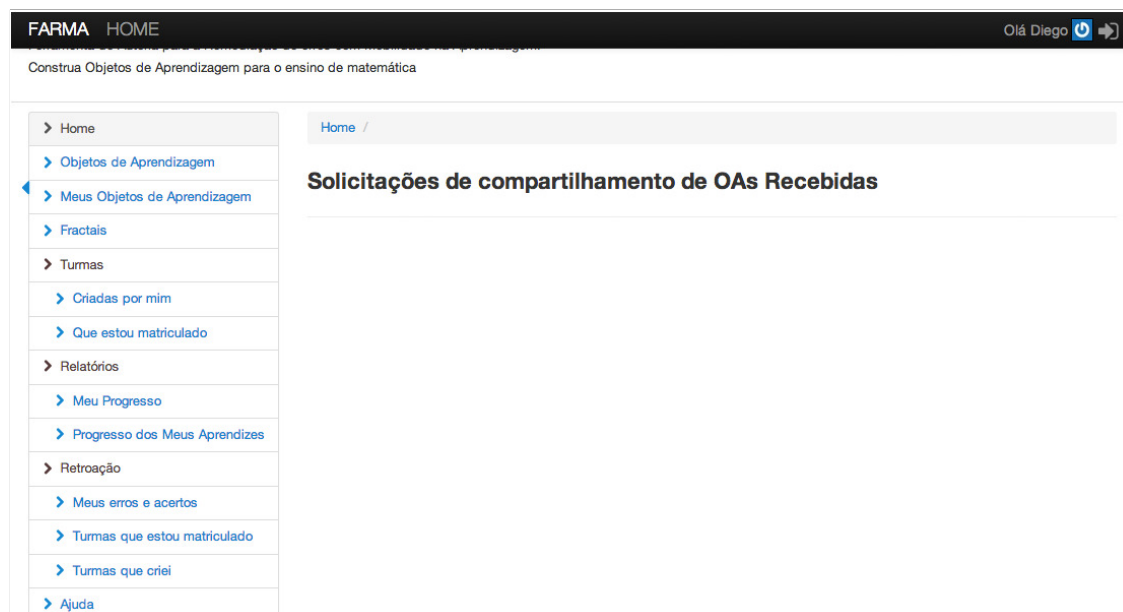 FARMA HOME
Olá Diego
Construa Objetos de Aprendizagem para o ensino de matemática
Home
Objetos de Aprendizagem
Meus Objetos de Aprendizagem
Fractais
Turmas
Criadas por mim
Que estou matriculado
Relatórios
Meu Progresso
Progresso dos Meus Aprendizes
Retroação
Meus erros e acertos
Turmas que estou matriculado
Turmas que criei
Ajuda
Home /
Solicitações de compartilhamento de OAs Recebidas